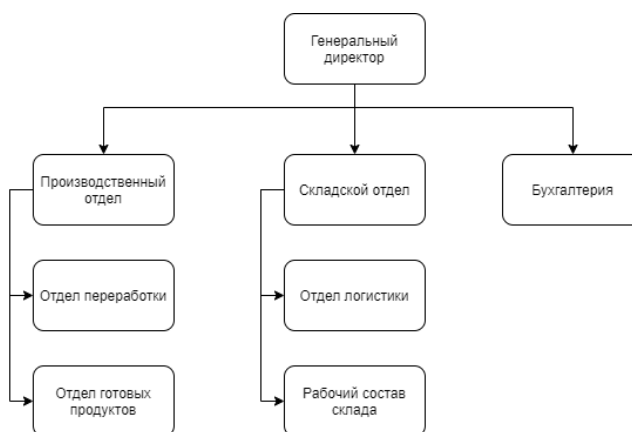 Генеральный
директор
Производственный
отдел
Складской отдел
Бухгалтерия
Отдел переработки
Отдел логистики
Отдел готовых
продуктов
Рабочий состав
склада